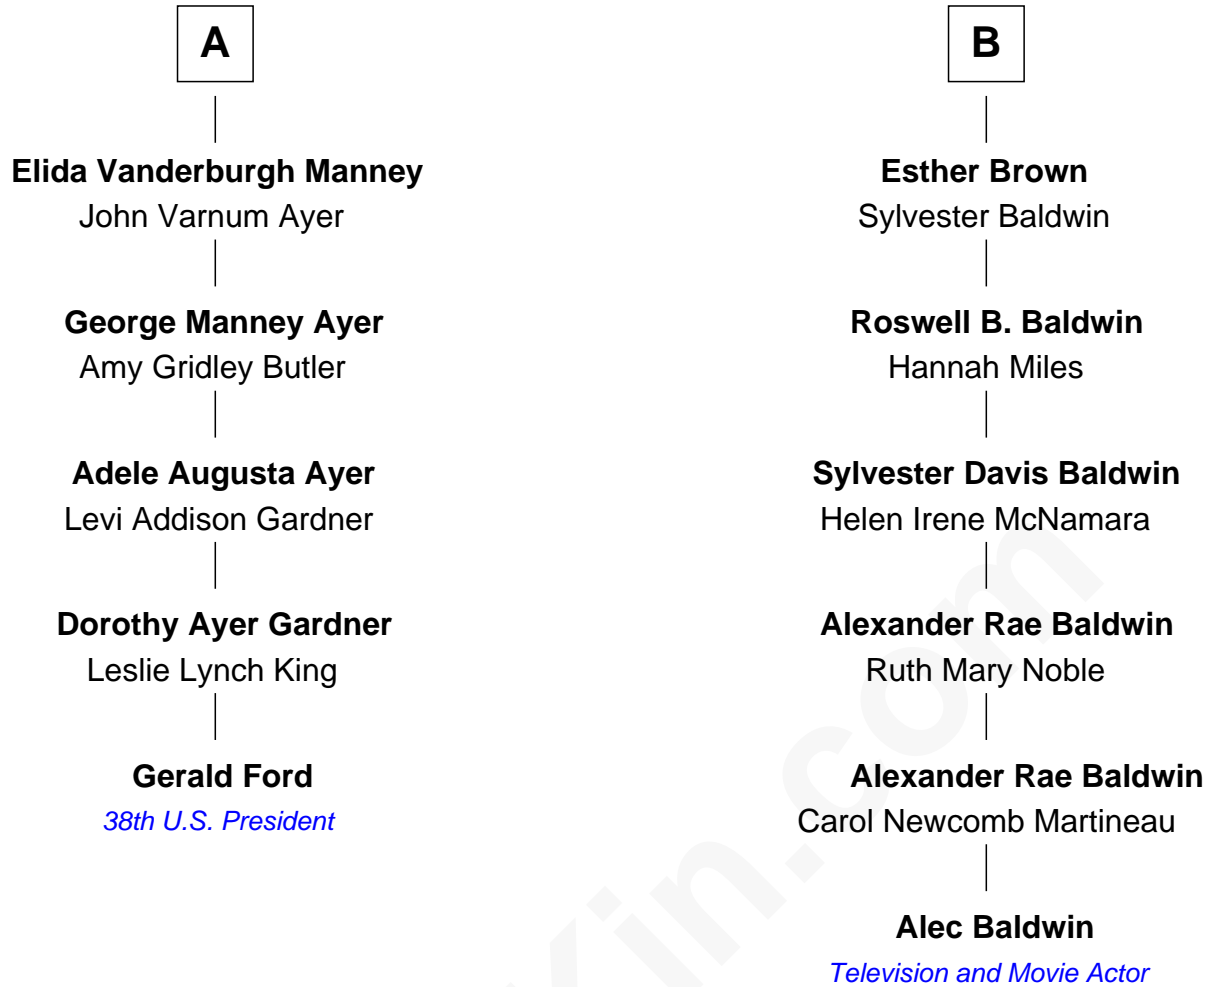 A
Elida Vanderburgh Manney
John Varnum Ayer
George Manney Ayer
Amy Gridley Butler
Adele Augusta Ayer
Levi Addison Gardner
Dorothy Ayer Gardner
Leslie Lynch King
Gerald Ford
38th U.S. President
B
Esther Brown
Sylvester Baldwin
Roswell B. Baldwin
Hannah Miles
Sylvester Davis Baldwin
Helen Irene McNamara
Alexander Rae Baldwin
Ruth Mary Noble
Alexander Rae Baldwin
Carol Newcomb Martineau
Alec Baldwin
Television and Movie Actor
Kin.com